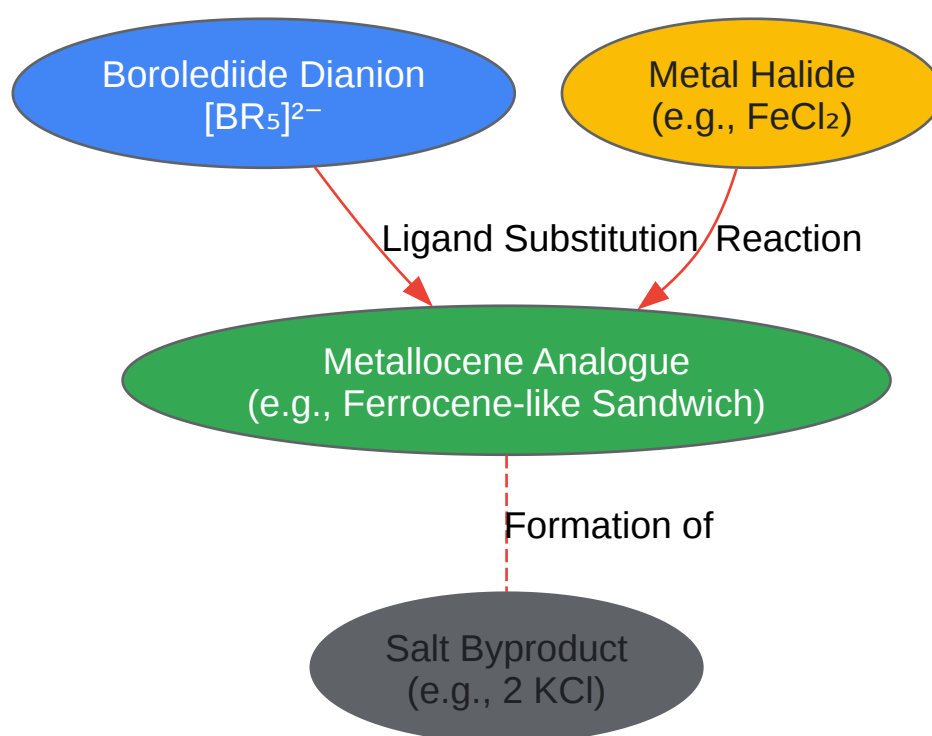 Borolediide Dianion
[BR₅]²⁻
Metal Halide
(e.g., FeCl₂)
Ligand Substitution Reaction
Metallocene Analogue
(e.g., Ferrocene-like Sandwich)
Formation of
Salt Byproduct
(e.g., 2 KCl)